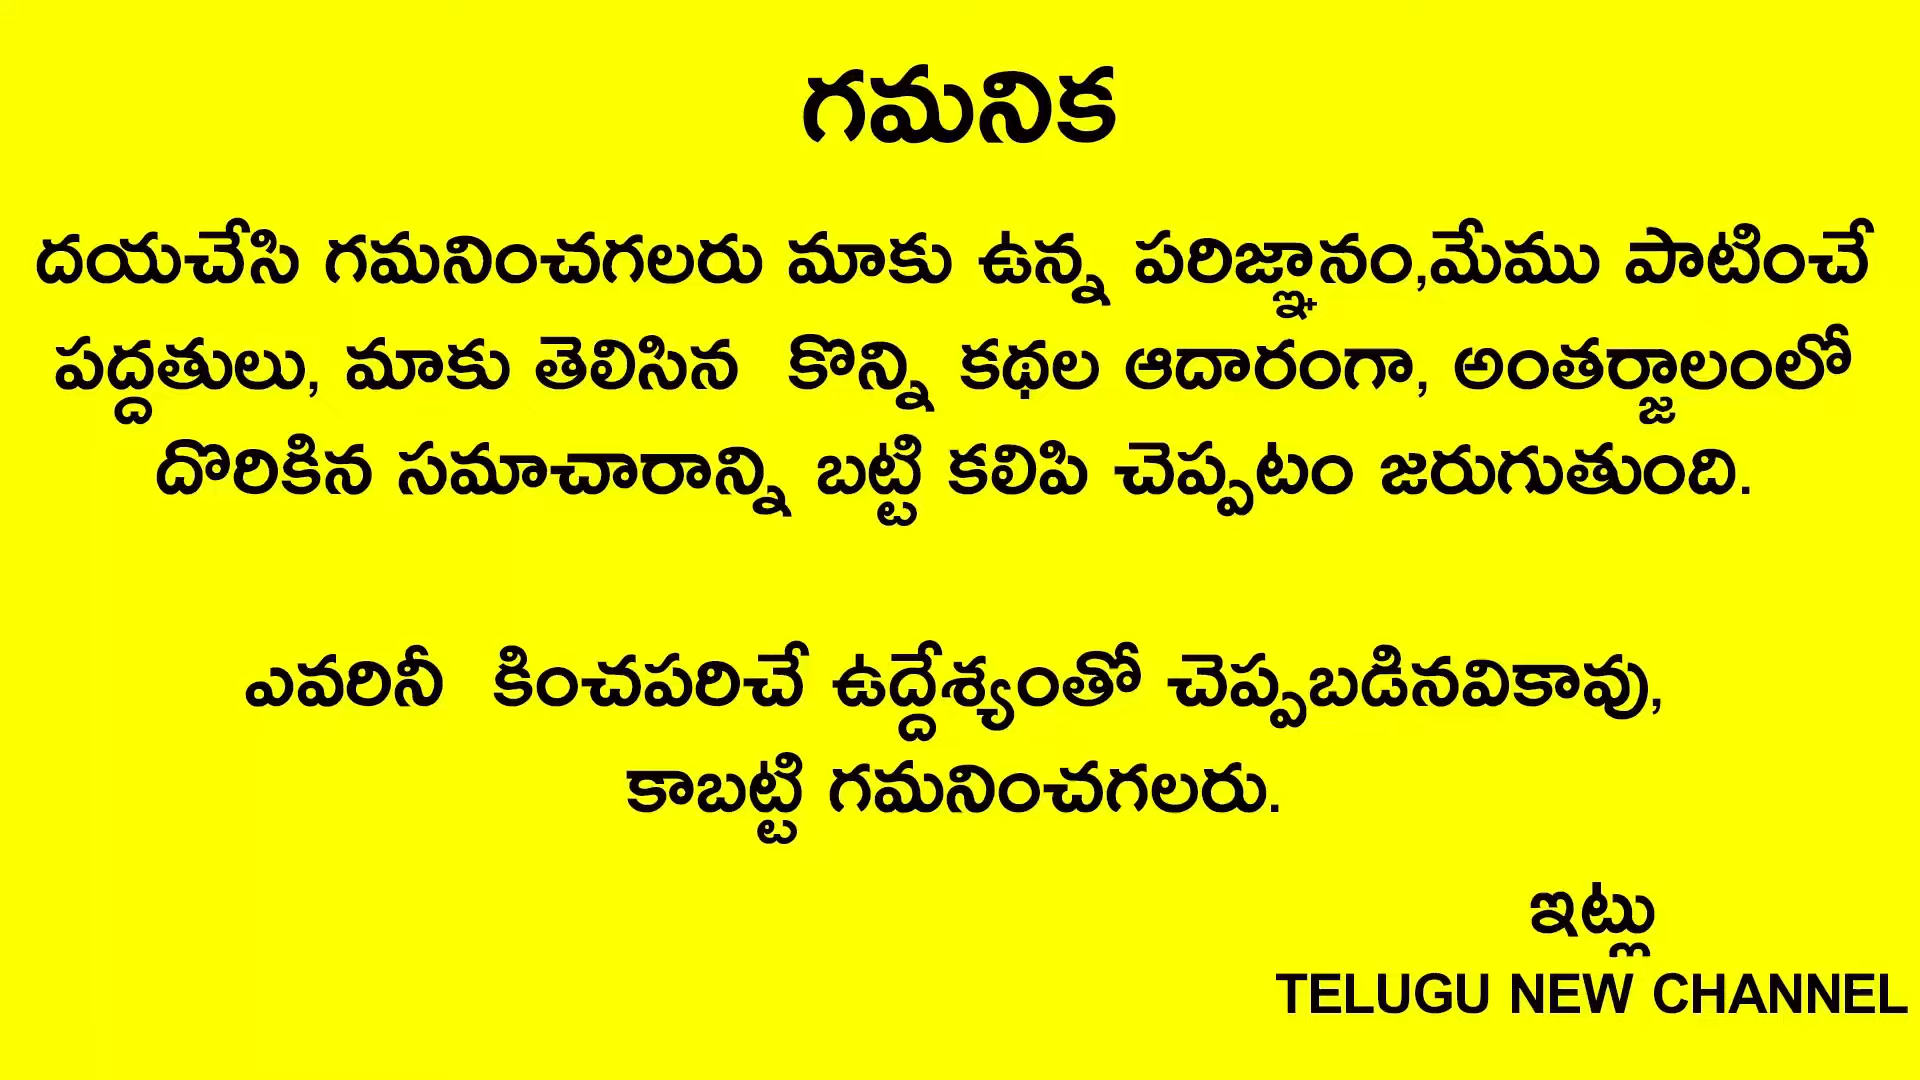 గమనిక
దయచేసి గమనించగలరు మాకు ఉన్న పరిజ్ఞానం,మేము పాటించే
పద్దతులు, మాకు తెలిసిన కొన్ని కథల ఆదారంగా, అంతర్జాలంలో
దొరికిన సమాచారాన్ని బట్టి కలిపి చెప్పటం జరుగుతుంది.
ఎవరినీ కించపరిచే ఉద్దేశ్యంతో చెప్పబడినవికావు,
కాబట్టి గమనించగలరు.
ఇట్లు
TELUGU NEW CHANNEL